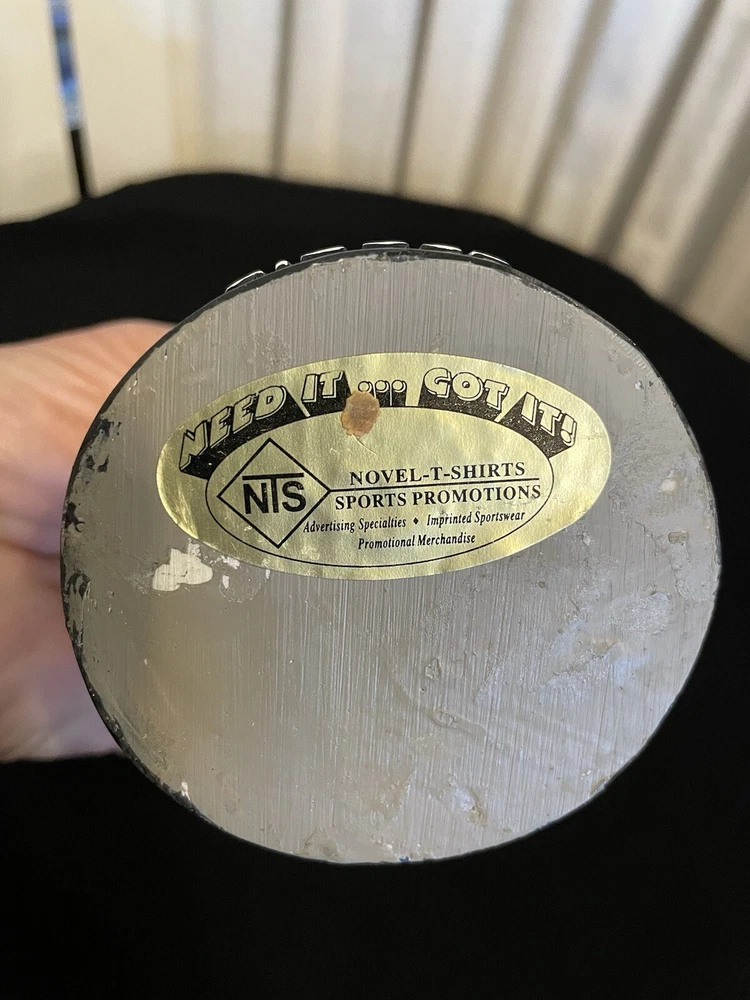 NEED IT ... GOT IT!
NTS
NOVEL-T-SHIRTS
SPORTS PROMOTIONS
Advertising Specialties ♦ Imprinted Sportswear
Promotional Merchandise